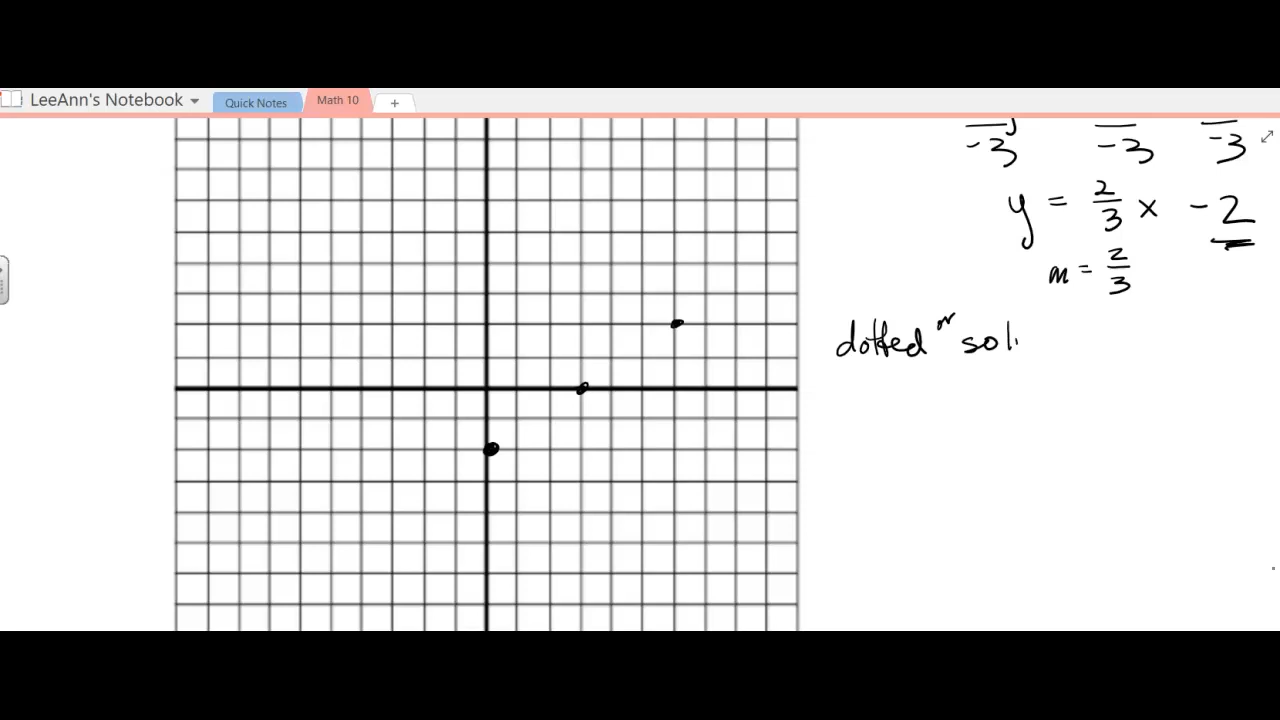 LeeAnn's Notebook Quick Notes Math 10 +
-3 -3 -3
y = 2/3 x - 2
m = 2/3
dotted or sol